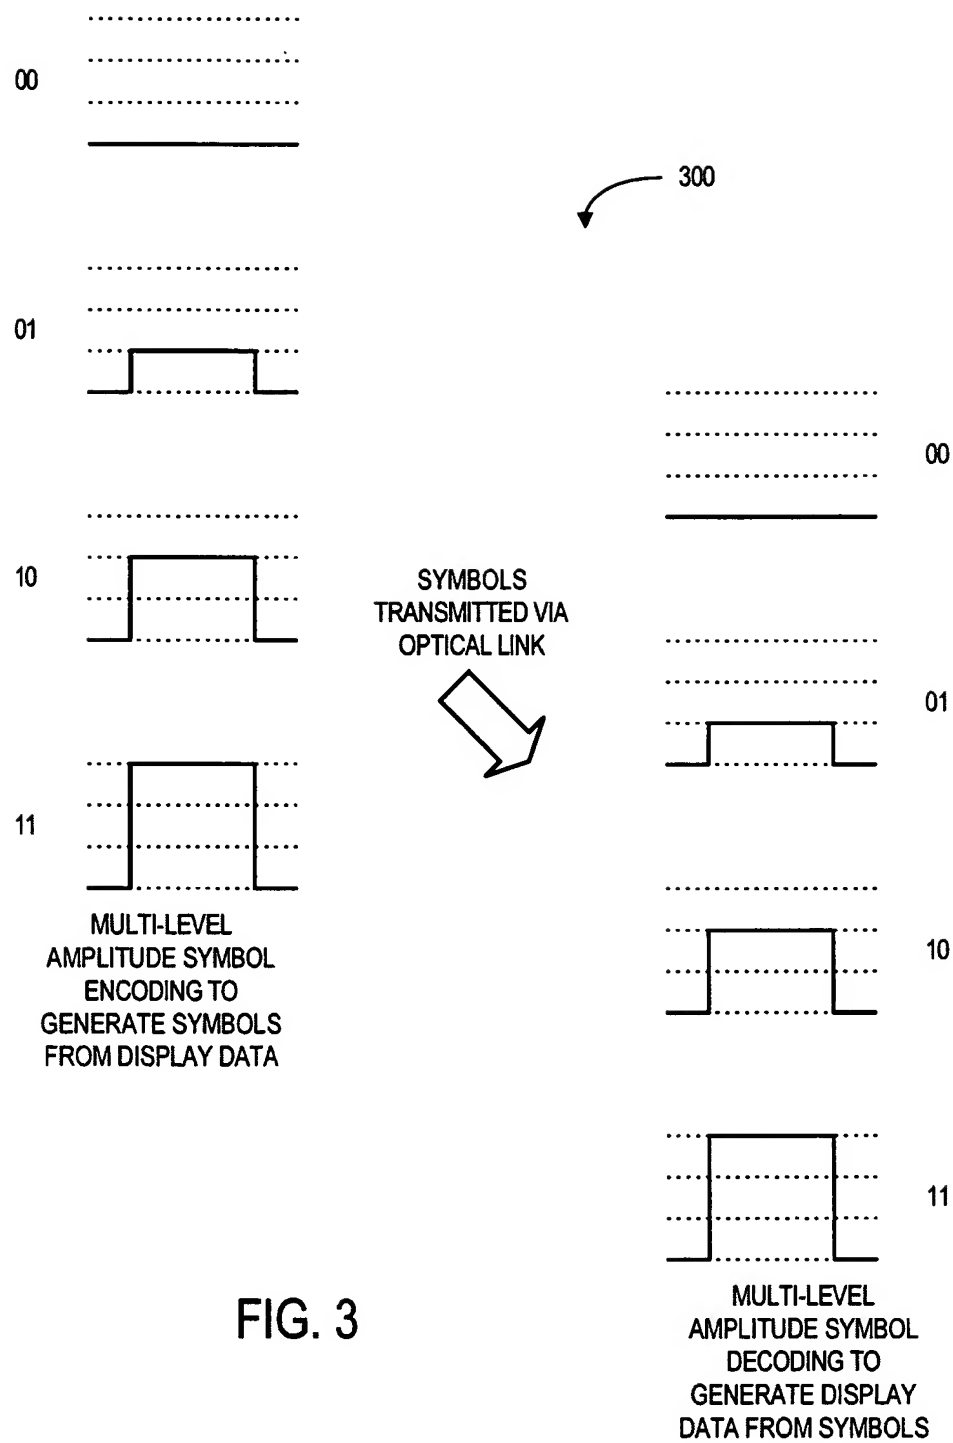 00
300
01
00
10
SYMBOLS
TRANSMITTED VIA
OPTICAL LINK
01
11
MULTI-LEVEL
AMPLITUDE SYMBOL
ENCODING TO
GENERATE SYMBOLS
FROM DISPLAY DATA
10
11
FIG. 3
MULTI-LEVEL
AMPLITUDE SYMBOL
DECODING TO
GENERATE DISPLAY
DATA FROM SYMBOLS